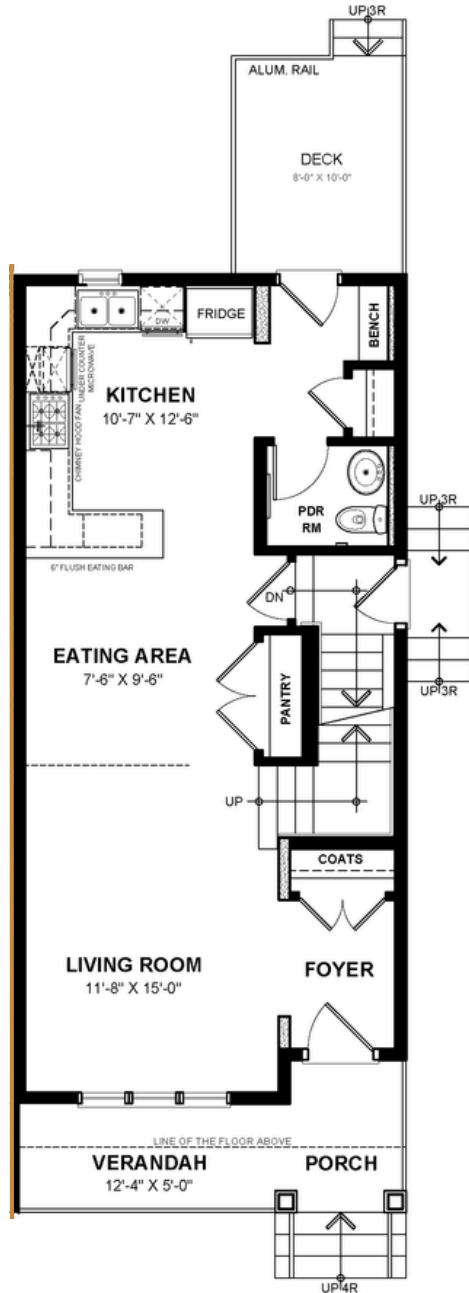 UP 3R
ALUM. RAIL
DECK
8'-0" X 10'-0"
FRIDGE
BENCH
DW
UNDER COUNTER
MICROWAVE
CHIMNEY HOOD FAN
KITCHEN
10'-7" X 12'-6"
PDR
RM
UP 3R
6" FLUSH EATING BAR
DN
EATING AREA
7'-6" X 9'-6"
PANTRY
UP 3R
UP
COATS
LIVING ROOM
11'-8" X 15'-0"
FOYER
LINE OF THE FLOOR ABOVE
VERANDAH
12'-4" X 5'-0"
PORCH
UP 4R